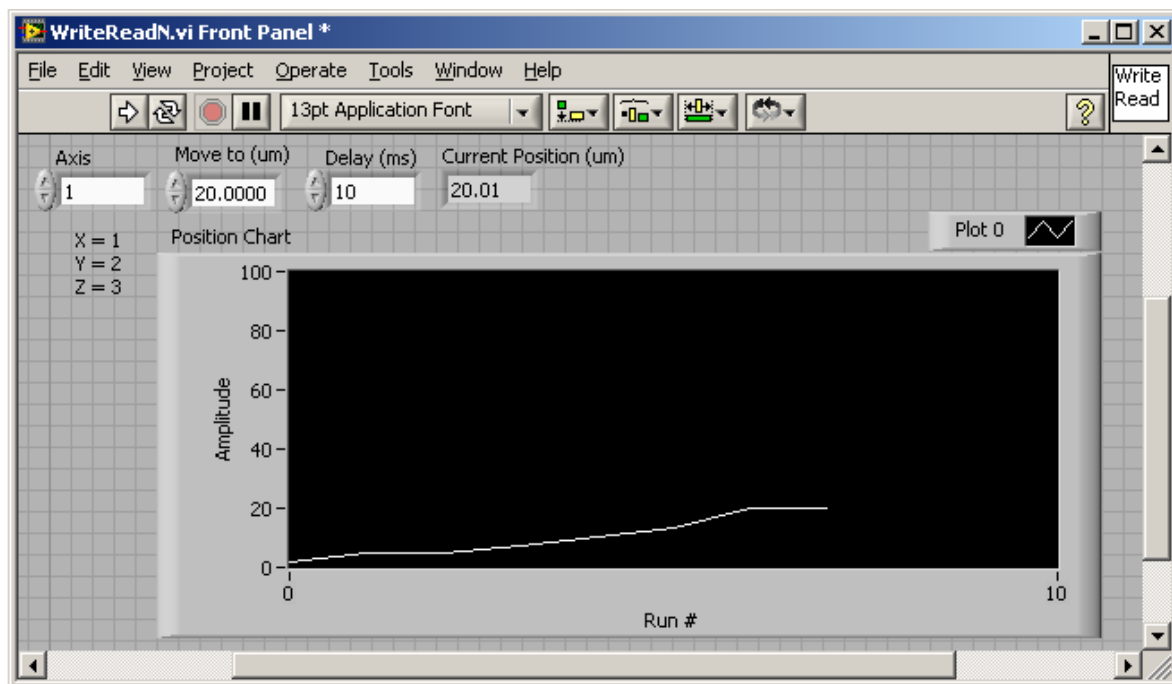 WriteReadN.vi Front Panel *
File Edit View Project Operate Tools Window Help
Write
Read
13pt Application Font
?
Axis Move to (um) Delay (ms) Current Position (um)
1 20.0000 10 20.01
X = 1
Y = 2
Z = 3
Position Chart
Plot 0
100
80
60
40
20
0
Amplitude
0 10
Run #